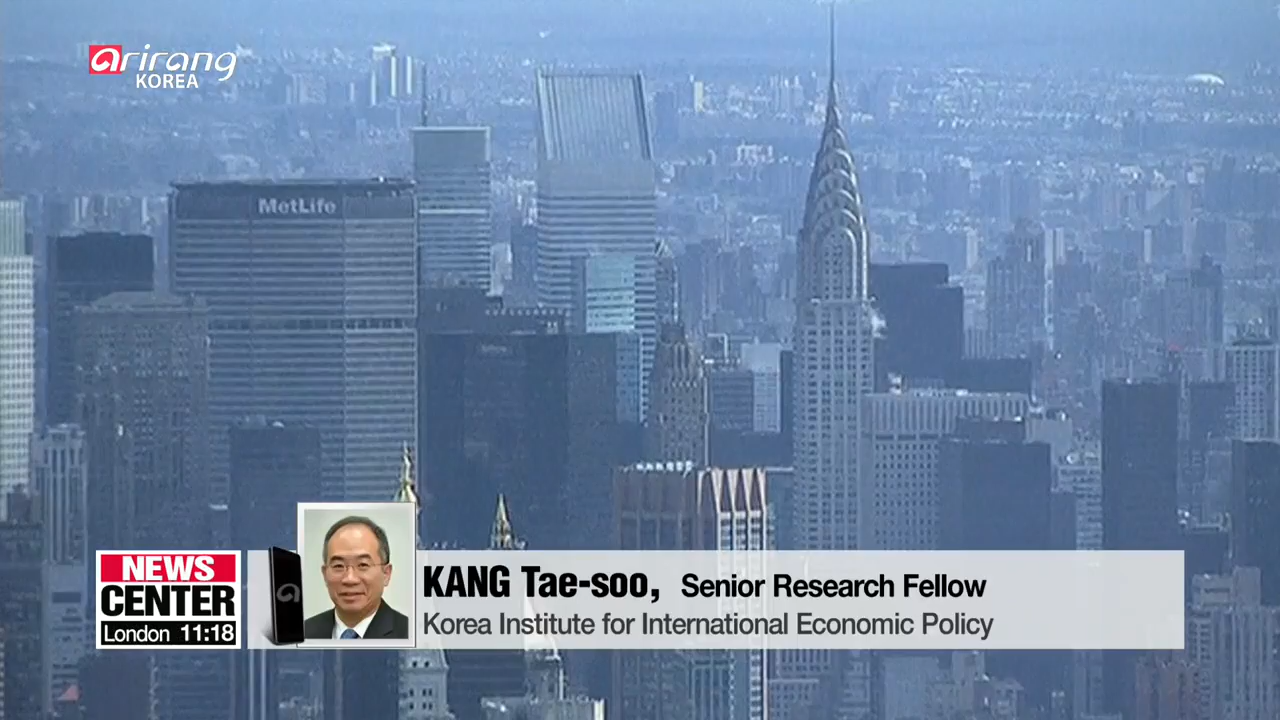 arirang
KOREA
MetLife
NEWS
CENTER
London 11:18
KANG Tae-soo, Senior Research Fellow
Korea Institute for International Economic Policy